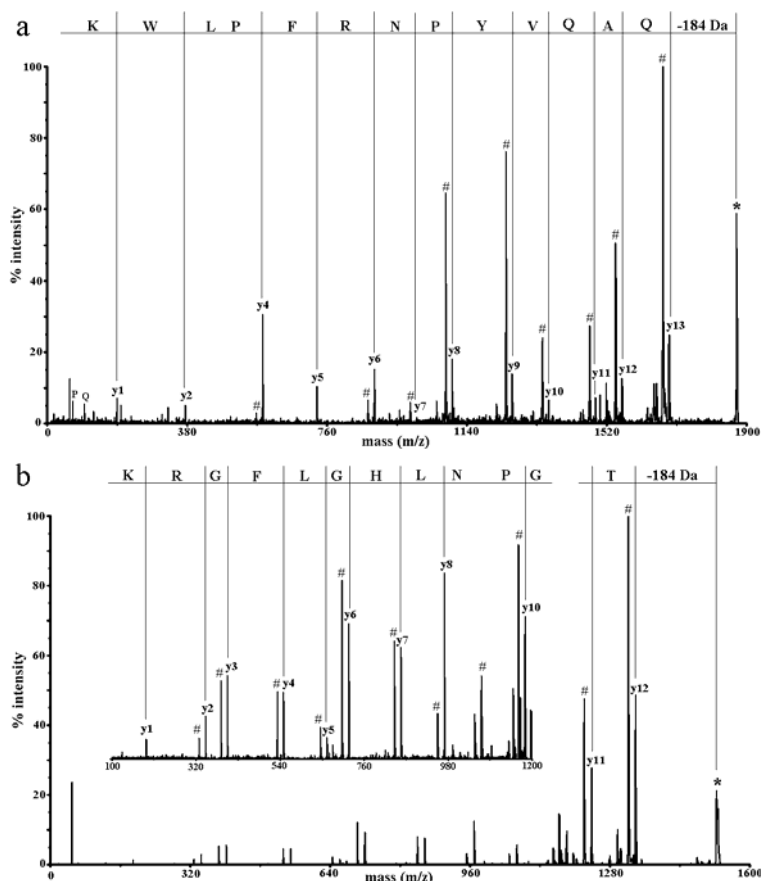 a
K W L P F R N P Y V Q A Q -184 Da
#
100
# *
80
#
#
60
#
% intensity
40
y4 # #
20
y6 y8 y13
y5 y9 y12
P Q y1 y2 # # # y7 y10 y11
0
0 380 760 1140 1520 1900
mass (m/z)
b
K R G F L G H L N P G T -184 Da
100
# #
y8
# y10
80
y6 # y7
#
# y3 # y4 #
60
y2 # y12
% intensity
y1 # # y5
40
100 320 540 760 980 1200
y11 *
20
0
0 320 640 960 1280 1600
mass (m/z)